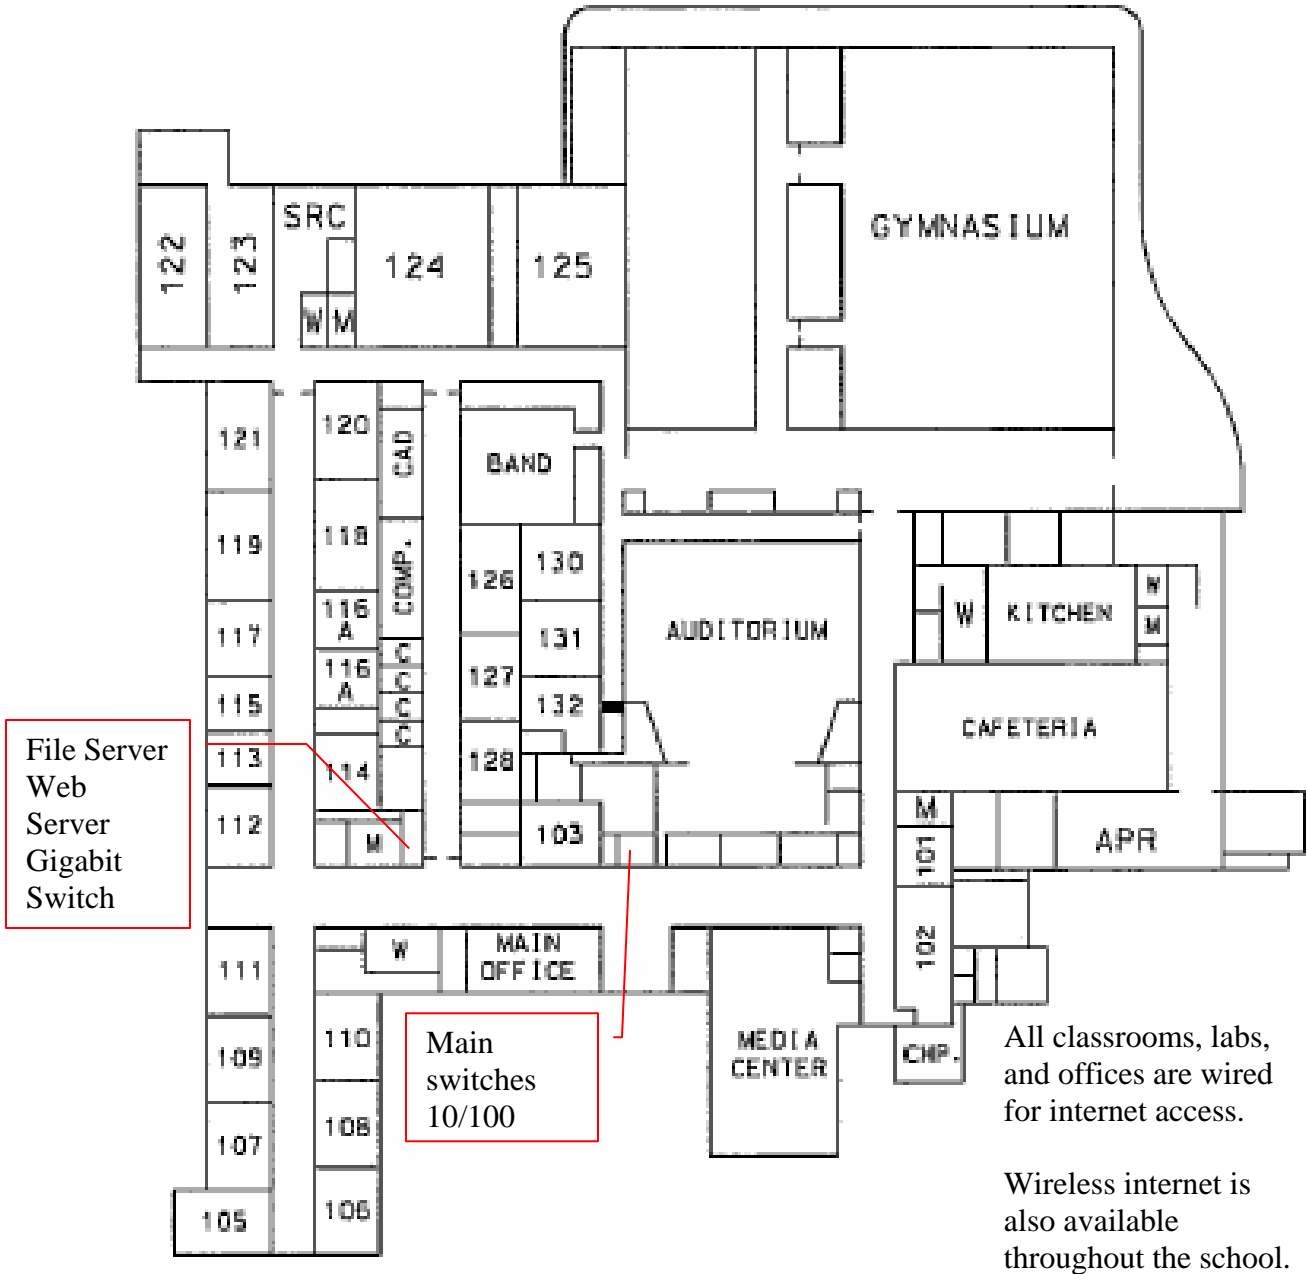 GYMNASIUM
SRC
122
123
124
125
W
M
121
120
CAD
BAND
119
118
COMP.
126
130
116
A
117
131
AUDITORIUM
W
KITCHEN
W
M
C
C
C
C
116
A
127
115
132
CAFETERIA
File Server
Web
Server
Gigabit
Switch
113
114
128
112
M
103
M
101
APR
102
111
W
MAIN
OFFICE
109
110
Main
switches
10/100
MEDIA
CENTER
CHP.
All classrooms, labs,
and offices are wired
for internet access.
107
108
105
106
Wireless internet is
also available
throughout the school.